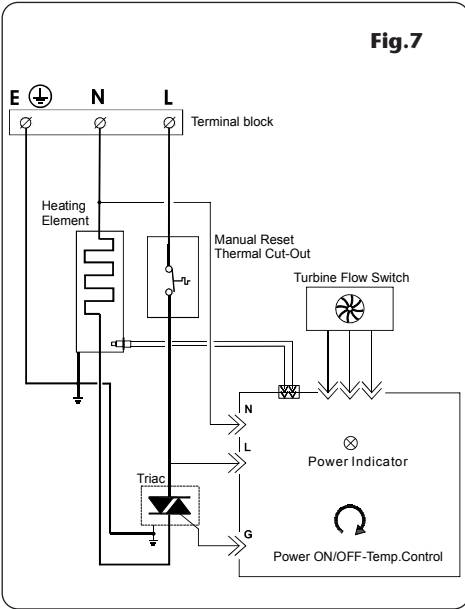 Fig.7
E N L
Terminal block
Heating
Element
Manual Reset
Thermal Cut-Out
Turbine Flow Switch
N
L
Power Indicator
Triac
G
Power ON/OFF-Temp.Control